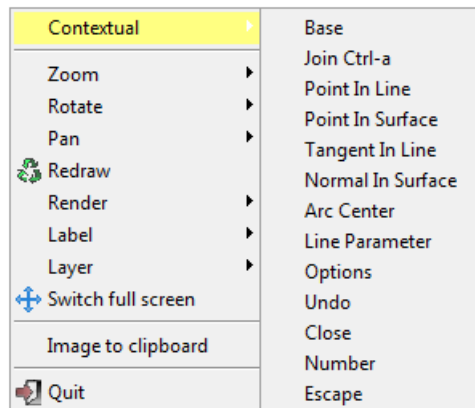 Contextual
Zoom
Rotate
Pan
Redraw
Render
Label
Layer
Switch full screen
Image to clipboard
Quit
Base
Join Ctrl-a
Point In Line
Point In Surface
Tangent In Line
Normal In Surface
Arc Center
Line Parameter
Options
Undo
Close
Number
Escape